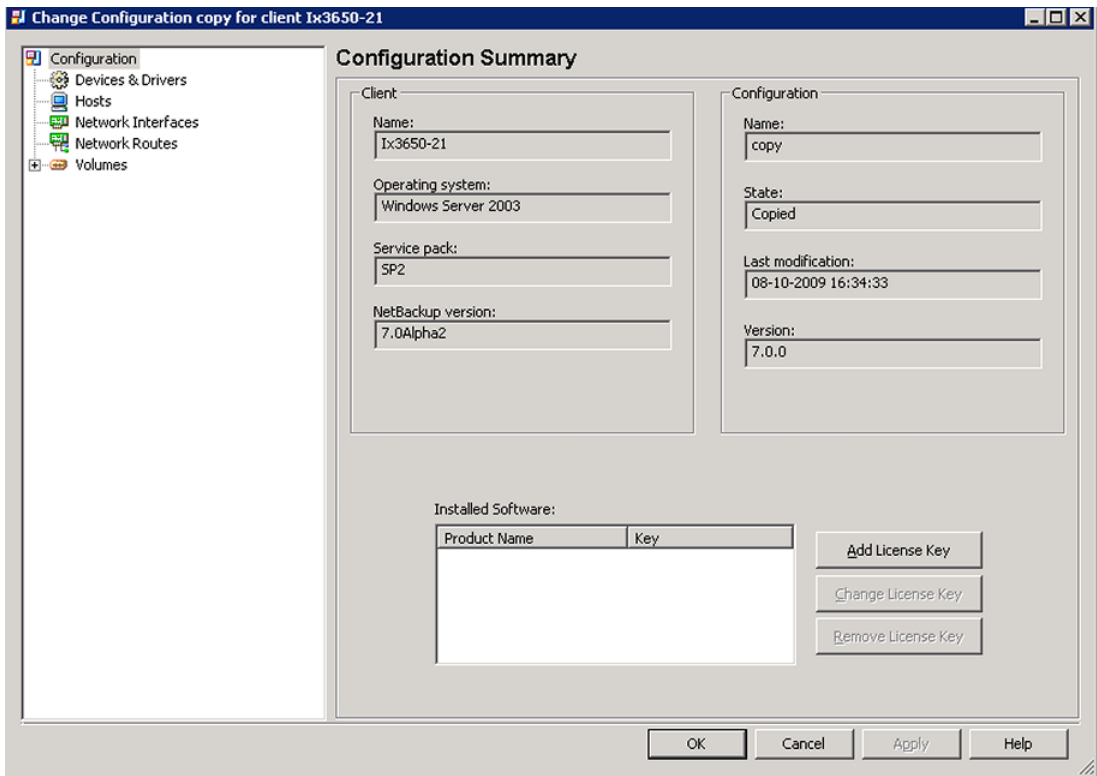 Change Configuration copy for client Ix3650-21
Configuration
Devices & Drivers
Hosts
Network Interfaces
Network Routes
Volumes
Configuration Summary
Client
Name:
Ix3650-21
Operating system:
Windows Server 2003
Service pack:
SP2
NetBackup version:
7.0Alpha2
Configuration
Name:
copy
State:
Copied
Last modification:
08-10-2009 16:34:33
Version:
7.0.0
Installed Software:
Product Name Key
Add License Key
Change License Key
Remove License Key
OK Cancel Apply Help